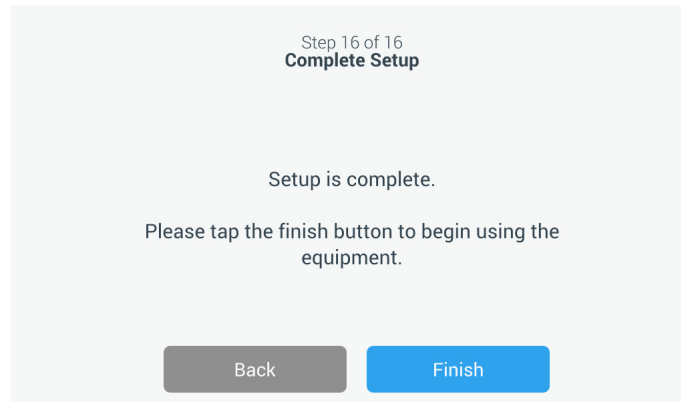 Step 16 of 16
Complete Setup
Setup is complete.
Please tap the finish button to begin using the
equipment.
Back
Finish